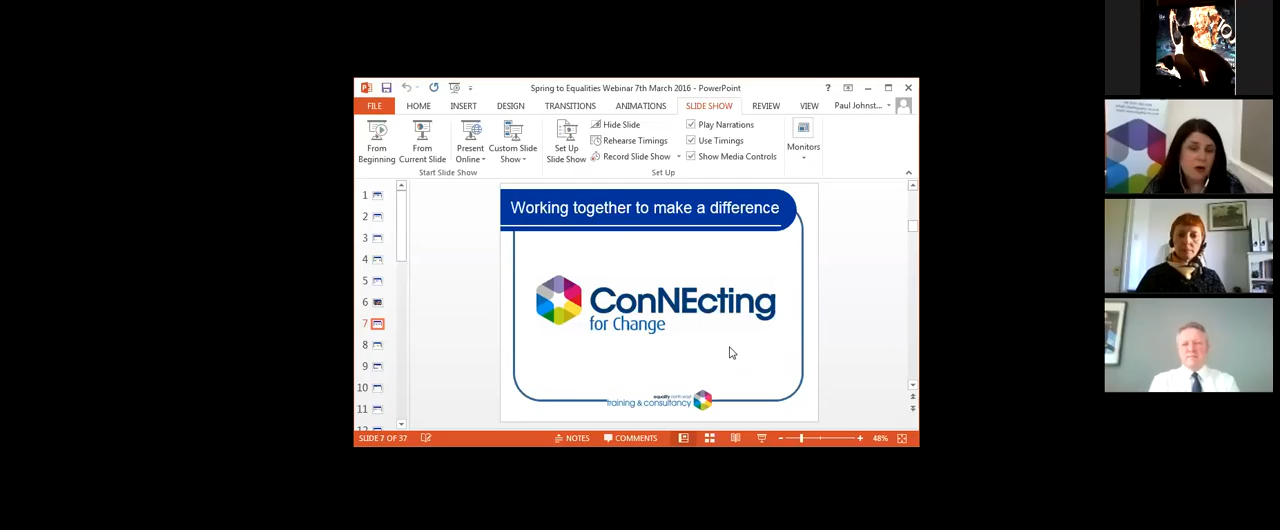 Spring to Equalities Webinar 7th March 2016 - PowerPoint
?
FILE HOME INSERT DESIGN TRANSITIONS ANIMATIONS SLIDE SHOW REVIEW VIEW Paul Johnst...
From Beginning
From Current Slide
Present Online
Custom Slide Show
Start Slide Show
Set Up Slide Show
Hide Slide
Rehearse Timings
Record Slide Show
Play Narrations
Use Timings
Show Media Controls
Set Up
Monitors
1
2
3
4
5
6
7
8
9
10
11
12
Working together to make a difference
ConNEcting
for Change
equality north east
training & consultancy
SLIDE 7 OF 37 NOTES COMMENTS 48%